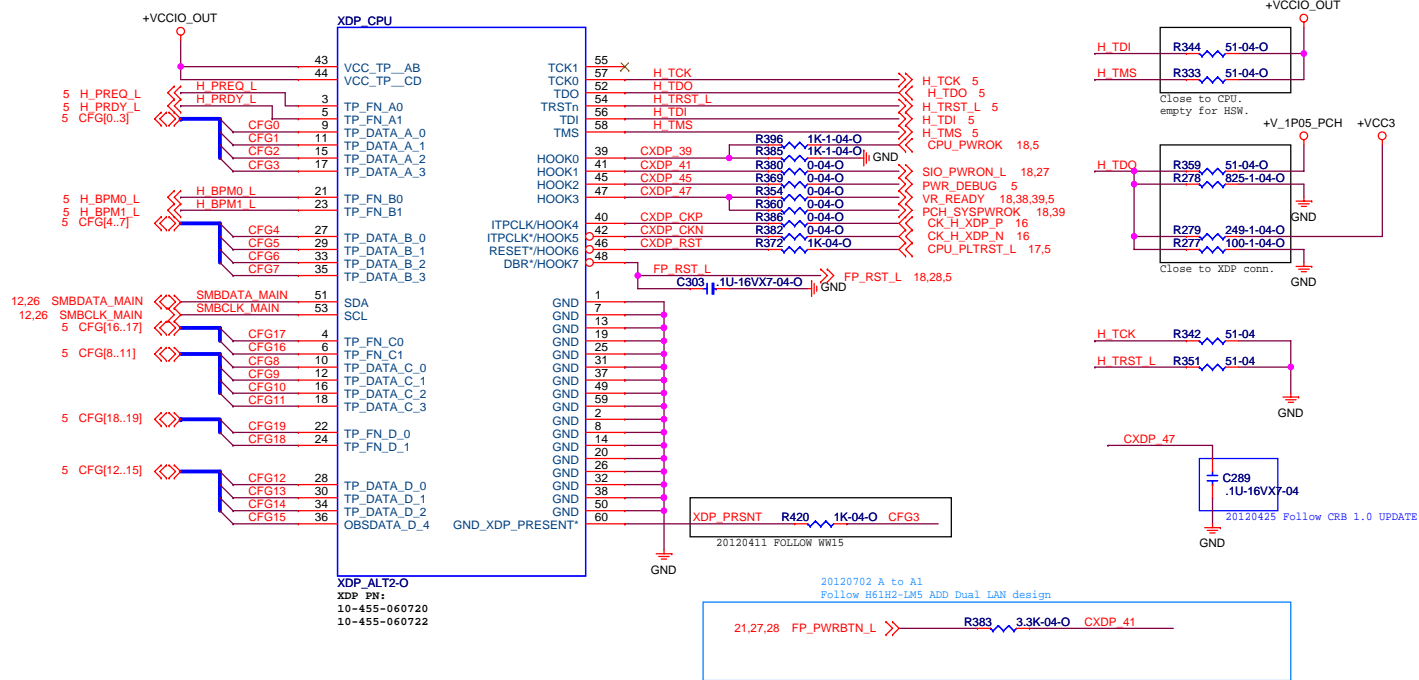 +VCCIO_OUT
XDP_CPU
43 VCC_TP__AB
44 VCC_TP__CD
5 H_PREQ_L H_PREQ_L 3 TP_FN_A0
5 H_PRDY_L H_PRDY_L 5 TP_FN_A1
5 CFG[0..3] CFG0 9 TP_DATA_A_0
CFG1 11 TP_DATA_A_1
CFG2 15 TP_DATA_A_2
CFG3 17 TP_DATA_A_3
5 H_BPM0_L H_BPM0_L 21 TP_FN_B0
5 H_BPM1_L H_BPM1_L 23 TP_FN_B1
5 CFG[4..7] CFG4 27 TP_DATA_B_0
CFG5 29 TP_DATA_B_1
CFG6 33 TP_DATA_B_2
CFG7 35 TP_DATA_B_3
12,26 SMBDATA_MAIN SMBDATA_MAIN 51 SDA
12,26 SMBCLK_MAIN SMBCLK_MAIN 53 SCL
5 CFG[16..17] CFG17 4 TP_FN_C0
CFG16 6 TP_FN_C1
5 CFG[8..11] CFG8 10 TP_DATA_C_0
CFG9 12 TP_DATA_C_1
CFG10 16 TP_DATA_C_2
CFG11 18 TP_DATA_C_3
5 CFG[18..19] CFG19 22 TP_FN_D_0
CFG18 24 TP_FN_D_1
5 CFG[12..15] CFG12 28 TP_DATA_D_0
CFG13 30 TP_DATA_D_1
CFG14 34 TP_DATA_D_2
CFG15 36 OBSDATA_D_4
TCK1 55
TCK0 57 H_TCK H_TCK 5
TDO 52 H_TDO H_TDO 5
TRSTn 54 H_TRST_L H_TRST_L 5
TDI 56 H_TDI H_TDI 5
TMS 58 H_TMS H_TMS 5
R396 1K-1-04-O CPU_PWROK 18,5
HOOK0 39 CXDP_39 R385 1K-1-04-O GND
HOOK1 41 CXDP_41 R380 0-04-O SIO_PWRON_L 18,27
HOOK2 45 CXDP_45 R369 0-04-O PWR_DEBUG 5
HOOK3 47 CXDP_47 R354 0-04-O VR_READY 18,38,39,5
R360 0-04-O PCH_SYSPWROK 18,39
ITPCLK/HOOK4 40 CXDP_CKP R386 0-04-O CK_H_XDP_P 16
ITPCLK*/HOOK5 42 CXDP_CKN R382 0-04-O CK_H_XDP_N 16
RESET*/HOOK6 46 CXDP_RST R372 1K-04-O CPU_PLTRST_L 17,5
DBR*/HOOK7 48
FP_RST_L FP_RST_L 18,28,5
C303 .1U-16VX7-04-O GND
GND 1
GND 7
GND 13
GND 19
GND 25
GND 31
GND 37
GND 49
GND 59
GND 2
GND 8
GND 14
GND 20
GND 26
GND 32
GND 38
GND 50
GND_XDP_PRESENT* 60 XDP_PRSNT R420 1K-04-O CFG3
20120411 FOLLOW WW15
GND
XDP_ALT2-O
XDP PN:
10-455-060720
10-455-060722
+VCCIO_OUT
H_TDI R344 51-04-O
H_TMS R333 51-04-O
Close to CPU.
empty for HSW.
+V_1P05_PCH +VCC3
H_TDO R359 51-04-O
R278 825-1-04-O
GND
R279 249-1-04-O
R277 100-1-04-O
Close to XDP conn.
GND
H_TCK R342 51-04
H_TRST_L R351 51-04
GND
CXDP_47
C289
.1U-16VX7-04
20120425 Follow CRB 1.0 UPDATE
GND
20120702 A to A1
Follow H61H2-LM5 ADD Dual LAN design
21,27,28 FP_PWRBTN_L R383 3.3K-04-O CXDP_41